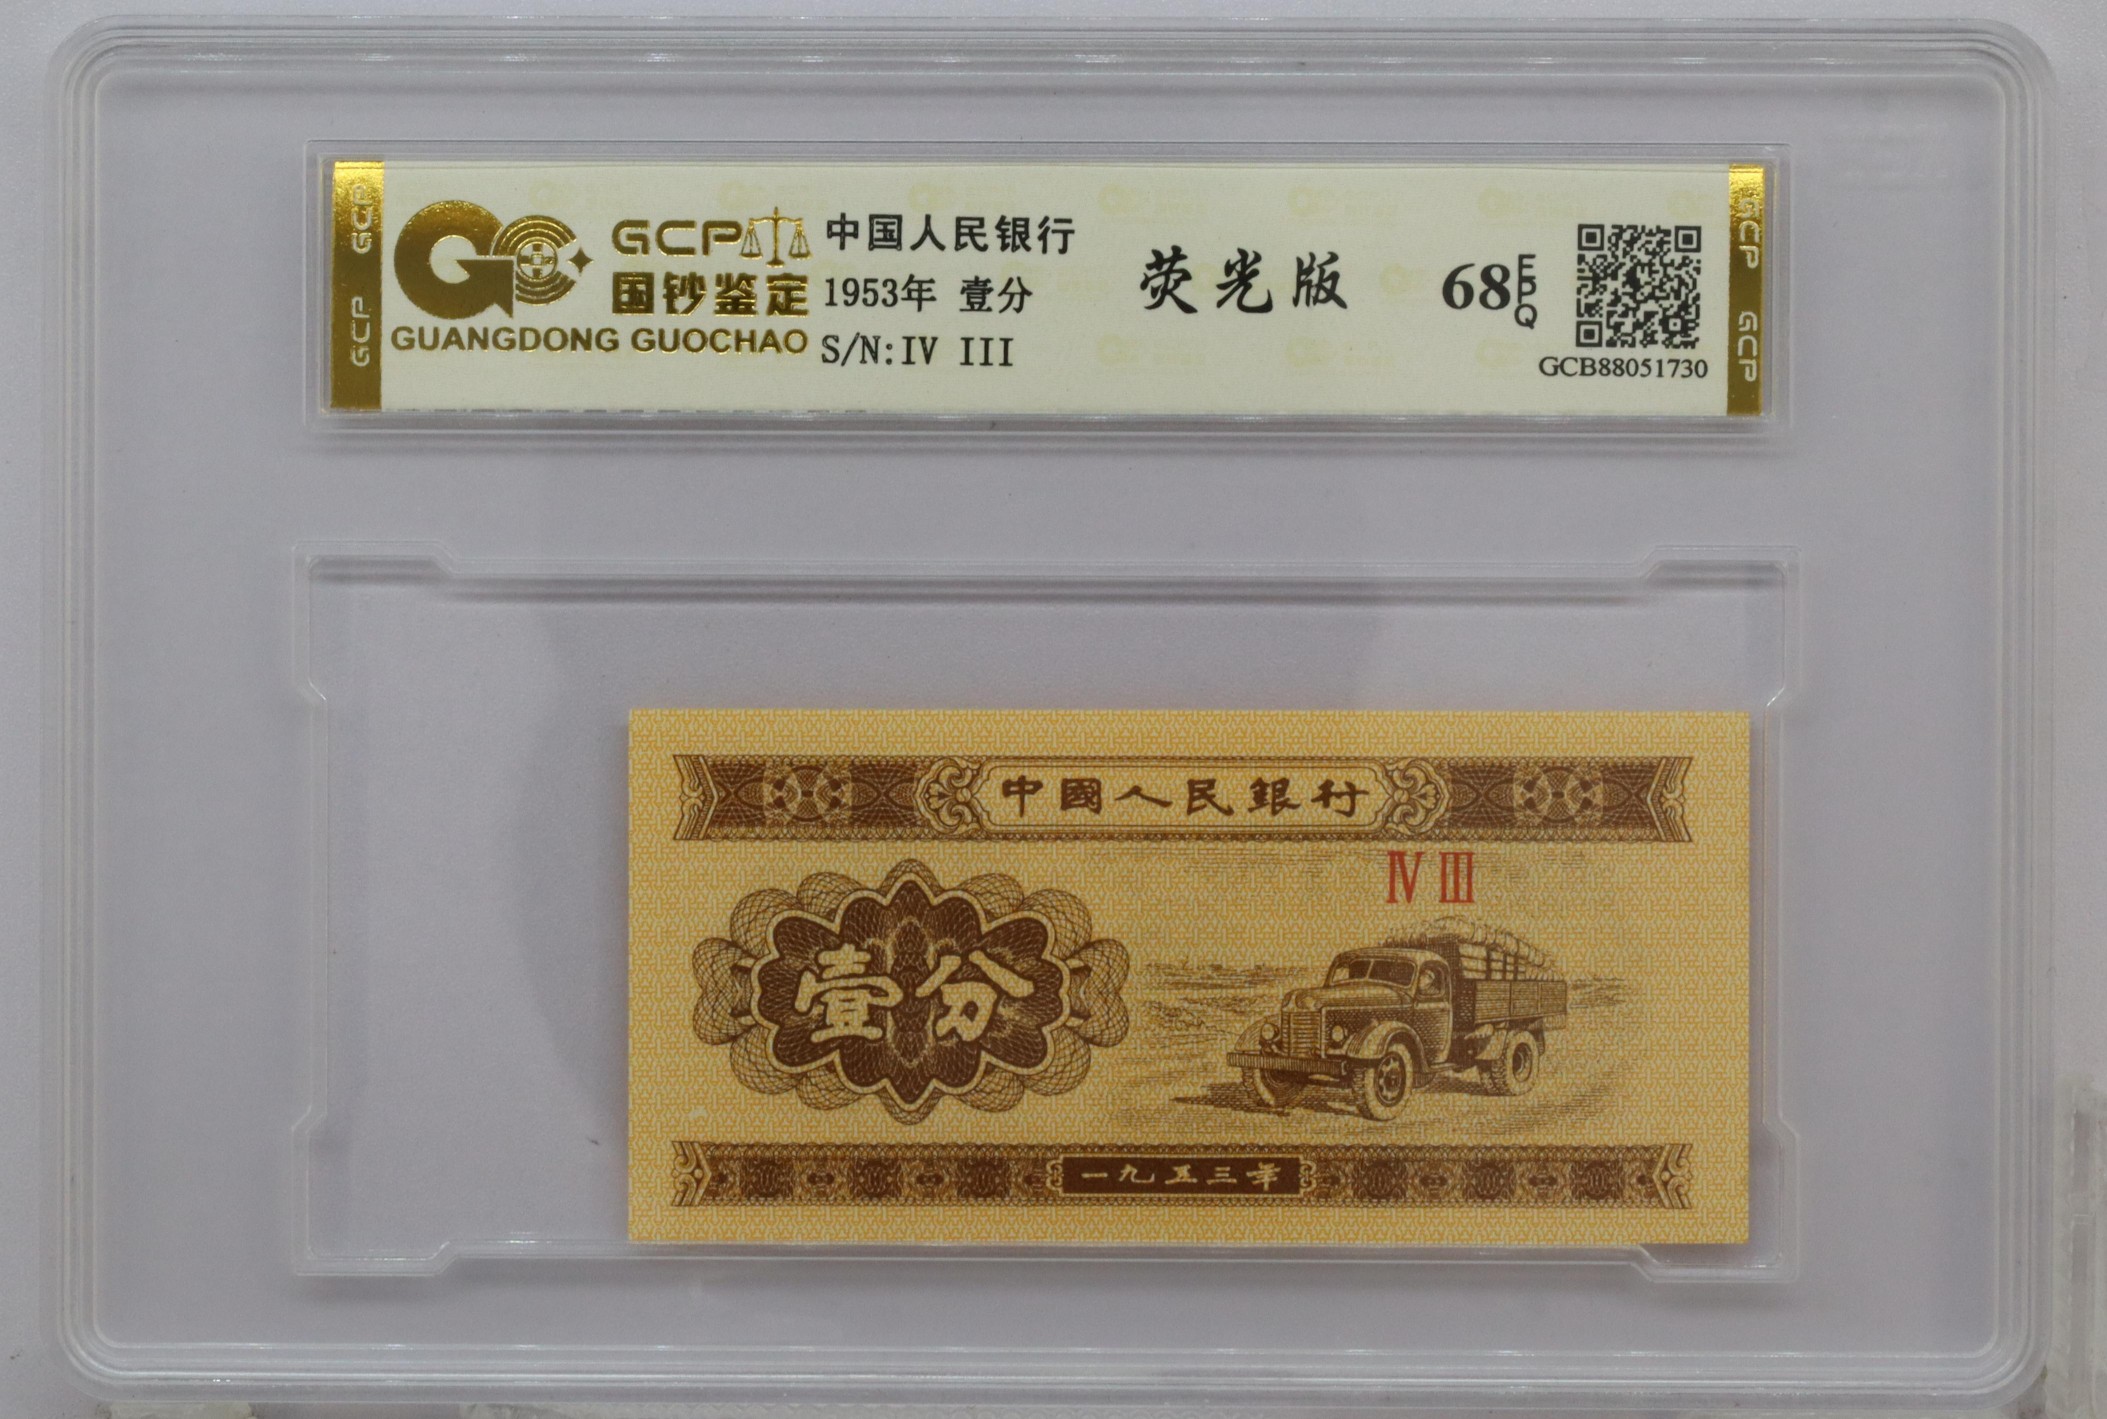 GCP
GCP
GCP
国钞鉴定
GUANGDONG GUOCHAO
中国人民银行
1953年 壹分
S/N:IV III
荧光版
68 EPQ
GCB88051730
GCP
GCP
中國人民銀行
IV III
壹分
一九五三年